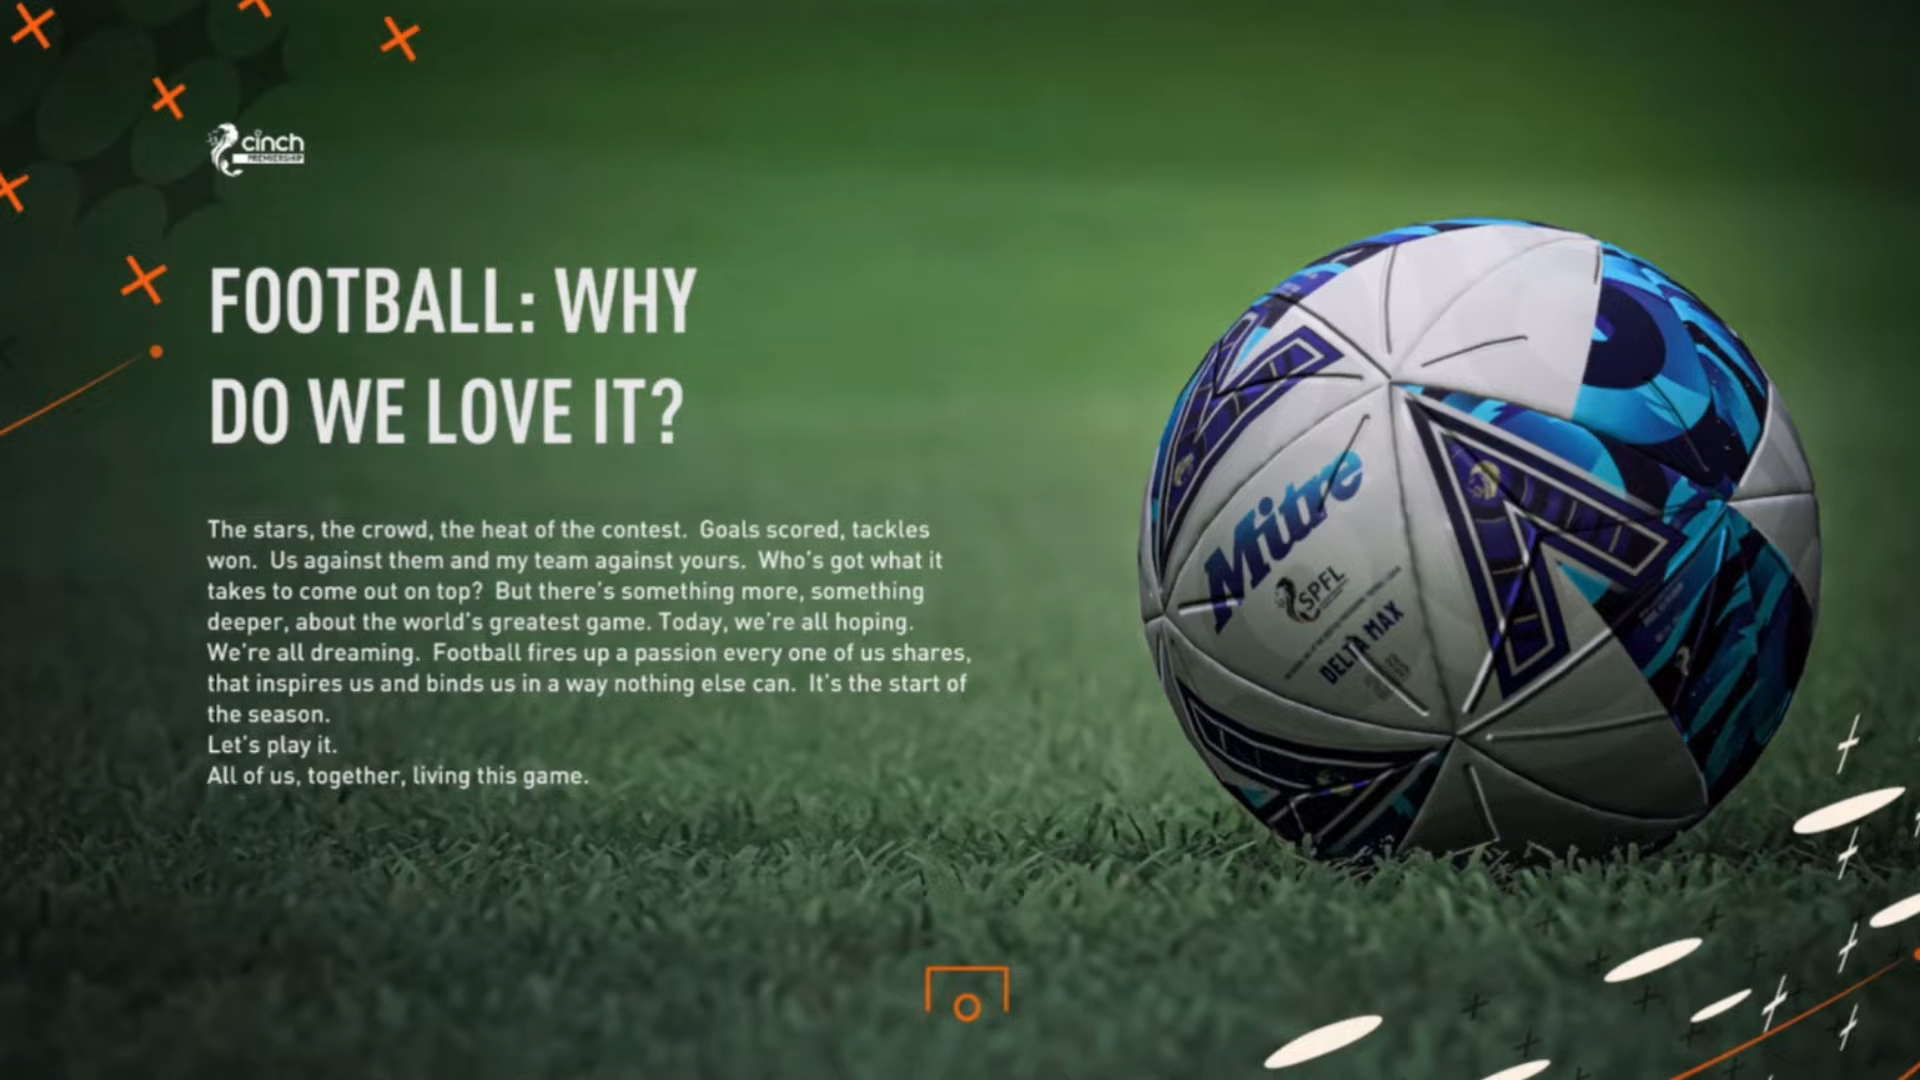 cinch
PREMIERSHIP
FOOTBALL: WHY
DO WE LOVE IT?
The stars, the crowd, the heat of the contest.  Goals scored, tackles
won.  Us against them and my team against yours.  Who's got what it
takes to come out on top?  But there's something more, something
deeper, about the world's greatest game. Today, we're all hoping.
We're all dreaming.  Football fires up a passion every one of us shares,
that inspires us and binds us in a way nothing else can.  It's the start of
the season.
Let's play it.
All of us, together, living this game.
Mitre
SPFL
DELTA MAX